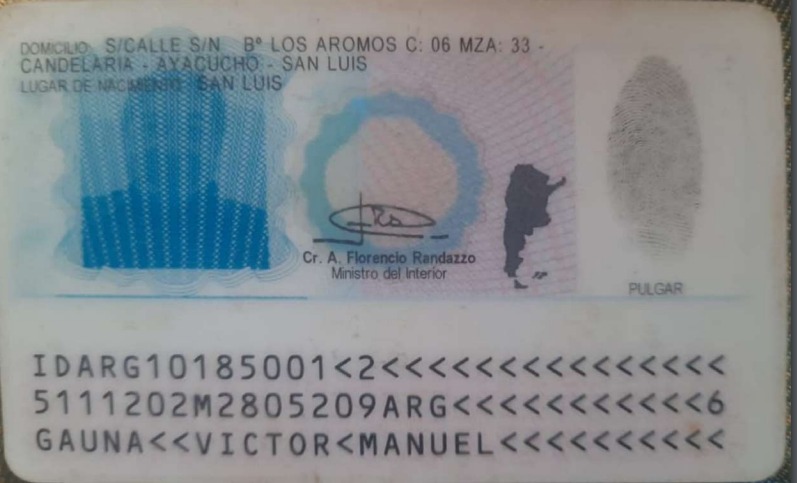 DOMICILIO: S/CALLE S/N Bº LOS AROMOS C: 06 MZA: 33 -
CANDELARIA - AYACUCHO - SAN LUIS
LUGAR DE NACIMIENTO: SAN LUIS
Cr. A. Florencio Randazzo
Ministro del Interior
PULGAR
IDARG10185001<2<<<<<<<<<<<<<<<
5111202M2805209ARG<<<<<<<<<<<6
GAUNA<<VICTOR<MANUEL<<<<<<<<<<